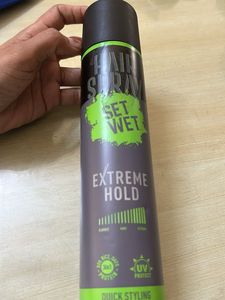 HAIR
SPRAY
SET
WET
EXTREME
HOLD
UV
PROTECT
QUICK STYLING